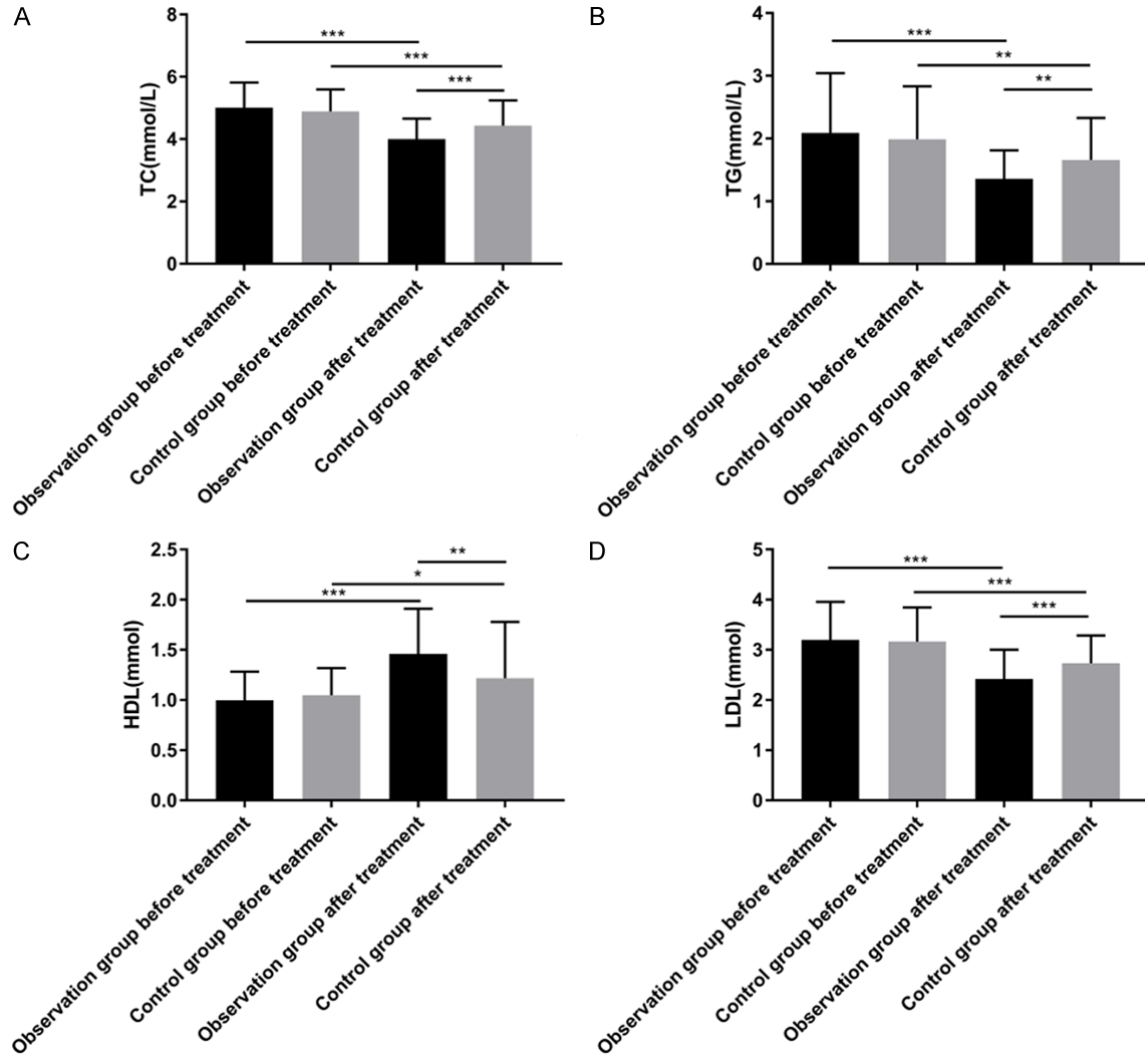 A
TC(mmol/L)
8
6
4
2
0
***
***
***
Observation group before treatment
Control group before treatment
Observation group after treatment
Control group after treatment
B
TG(mmol/L)
4
3
2
1
0
***
**
**
Observation group before treatment
Control group before treatment
Observation group after treatment
Control group after treatment
C
HDL(mmol)
2.5
2.0
1.5
1.0
0.5
0.0
**
*
***
Observation group before treatment
Control group before treatment
Observation group after treatment
Control group after treatment
D
LDL(mmol)
5
4
3
2
1
0
***
***
***
Observation group before treatment
Control group before treatment
Observation group after treatment
Control group after treatment